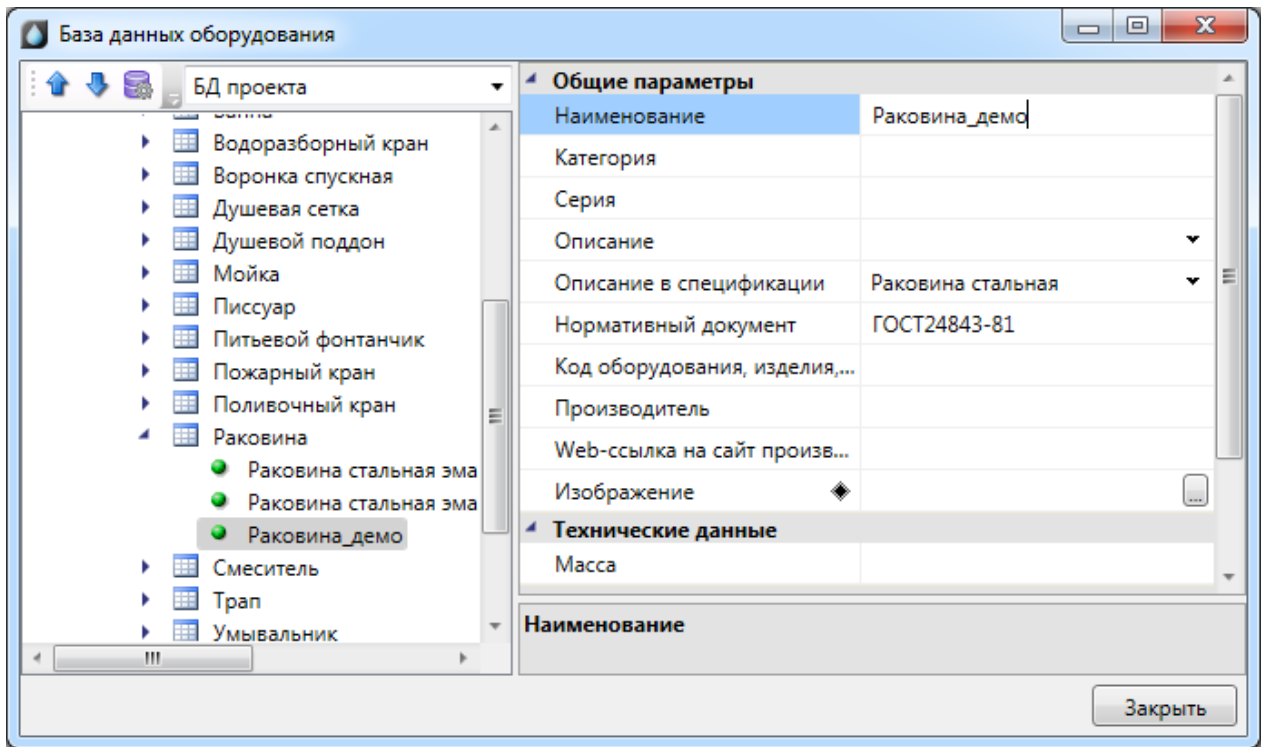 База данных оборудования
БД проекта
Водоразборный кран
Воронка спускная
Душевая сетка
Душевой поддон
Мойка
Писсуар
Питьевой фонтанчик
Пожарный кран
Поливочный кран
Раковина
Раковина стальная эма
Раковина стальная эма
Раковина_демо
Смеситель
Трап
Умывальник
Общие параметры
Наименование Раковина_демо
Категория
Серия
Описание
Описание в спецификации Раковина стальная
Нормативный документ ГОСТ24843-81
Код оборудования, изделия,...
Производитель
Web-ссылка на сайт произв...
Изображение ...
Технические данные
Масса
Наименование
Закрыть